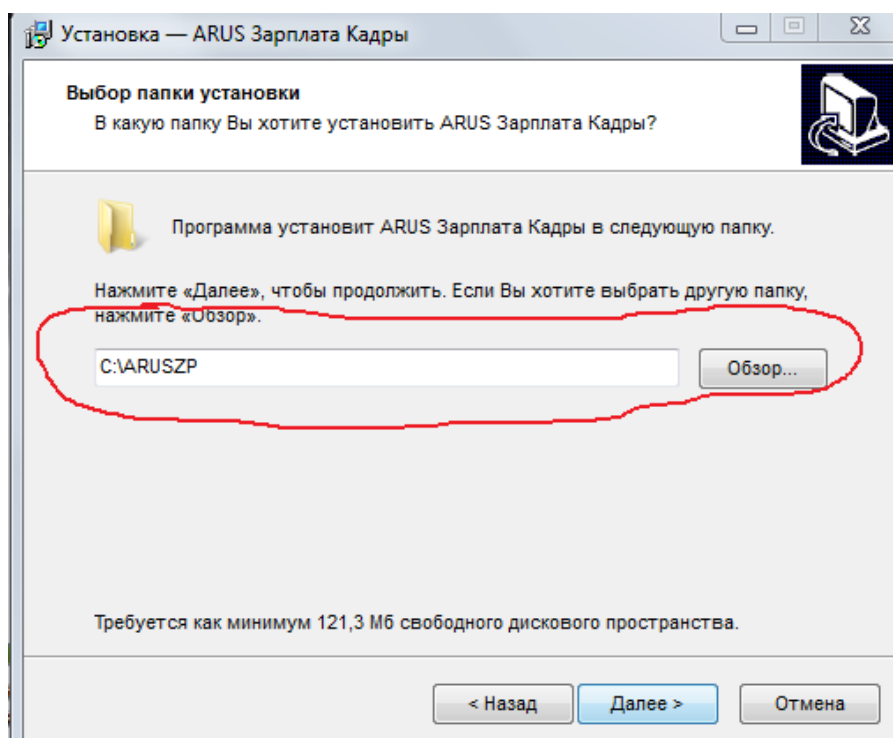 Установка — ARUS Зарплата Кадры
Выбор папки установки
В какую папку Вы хотите установить ARUS Зарплата Кадры?
Программа установит ARUS Зарплата Кадры в следующую папку.
Нажмите «Далее», чтобы продолжить. Если Вы хотите выбрать другую папку,
нажмите «Обзор».
C:\ARUSZP
Обзор...
Требуется как минимум 121,3 Мб свободного дискового пространства.
< Назад
Далее >
Отмена